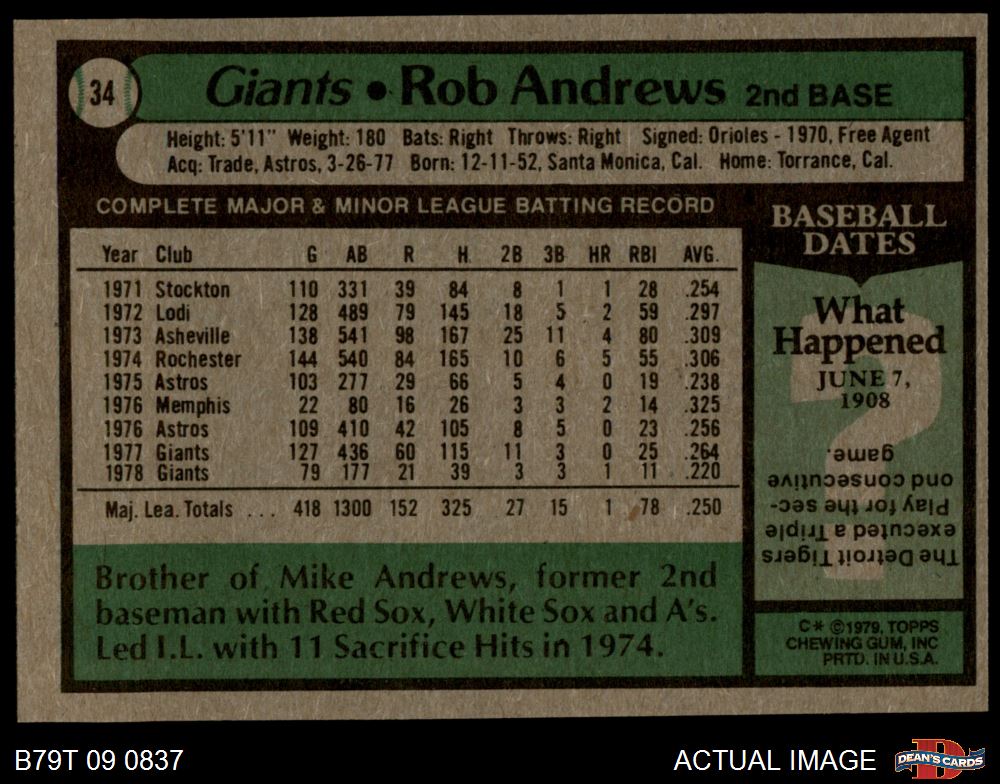 34
Giants • Rob Andrews 2nd BASE
Height: 5'11" Weight: 180 Bats: Right Throws: Right Signed: Orioles - 1970, Free Agent
Acq: Trade, Astros, 3-26-77 Born: 12-11-52, Santa Monica, Cal. Home: Torrance, Cal.
COMPLETE MAJOR & MINOR LEAGUE BATTING RECORD
Year Club G AB R H 2B 3B HR RBI AVG.
1971 Stockton 110 331 39 84 8 1 1 28 .254
1972 Lodi 128 489 79 145 18 5 2 59 .297
1973 Asheville 138 541 98 167 25 11 4 80 .309
1974 Rochester 144 540 84 165 10 6 5 55 .306
1975 Astros 103 277 29 66 5 4 0 19 .238
1976 Memphis 22 80 16 26 3 3 2 14 .325
1976 Astros 109 410 42 105 8 5 0 23 .256
1977 Giants 127 436 60 115 11 3 0 25 .264
1978 Giants 79 177 21 39 3 3 1 11 .220
Maj. Lea. Totals ... 418 1300 152 325 27 15 1 78 .250
Brother of Mike Andrews, former 2nd
baseman with Red Sox, White Sox and A's.
Led I.L. with 11 Sacrifice Hits in 1974.
BASEBALL
DATES
What
Happened
JUNE 7,
1908
?
The Detroit Tigers
executed a Triple
Play for the sec-
ond consecutive
game.
C* ©1979, TOPPS
CHEWING GUM, INC
PRTD. IN U.S.A.
B79T 09 0837
ACTUAL IMAGE
D
DEAN'S CARDS